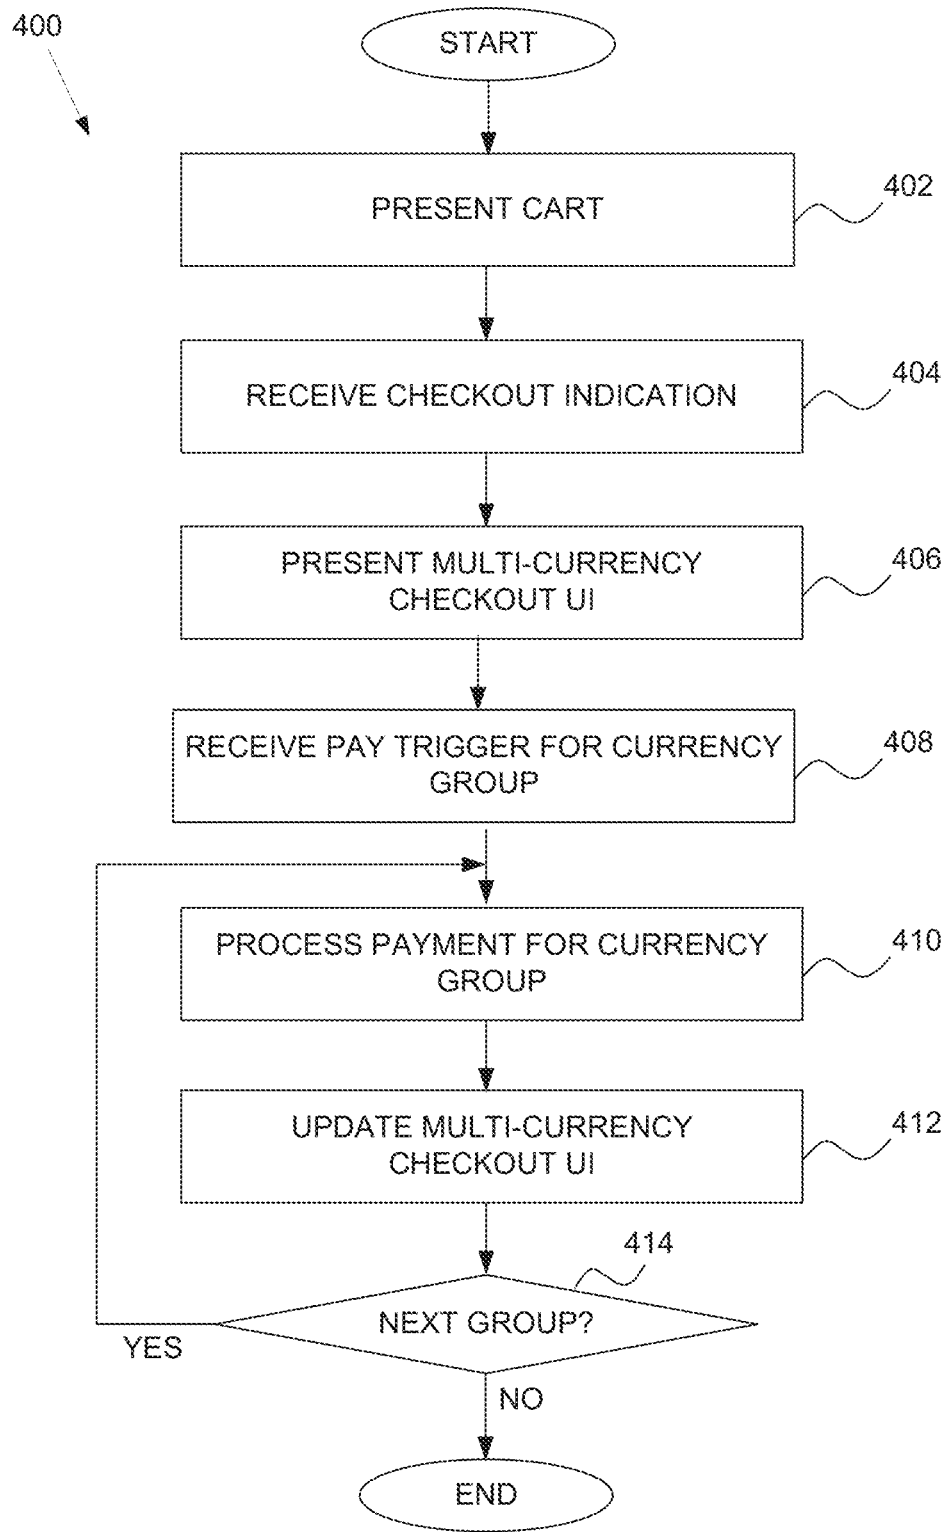 400
START
PRESENT CART
402
RECEIVE CHECKOUT INDICATION
404
PRESENT MULTI-CURRENCY
CHECKOUT UI
406
RECEIVE PAY TRIGGER FOR CURRENCY
GROUP
408
PROCESS PAYMENT FOR CURRENCY
GROUP
410
UPDATE MULTI-CURRENCY
CHECKOUT UI
412
414
NEXT GROUP?
YES
NO
END